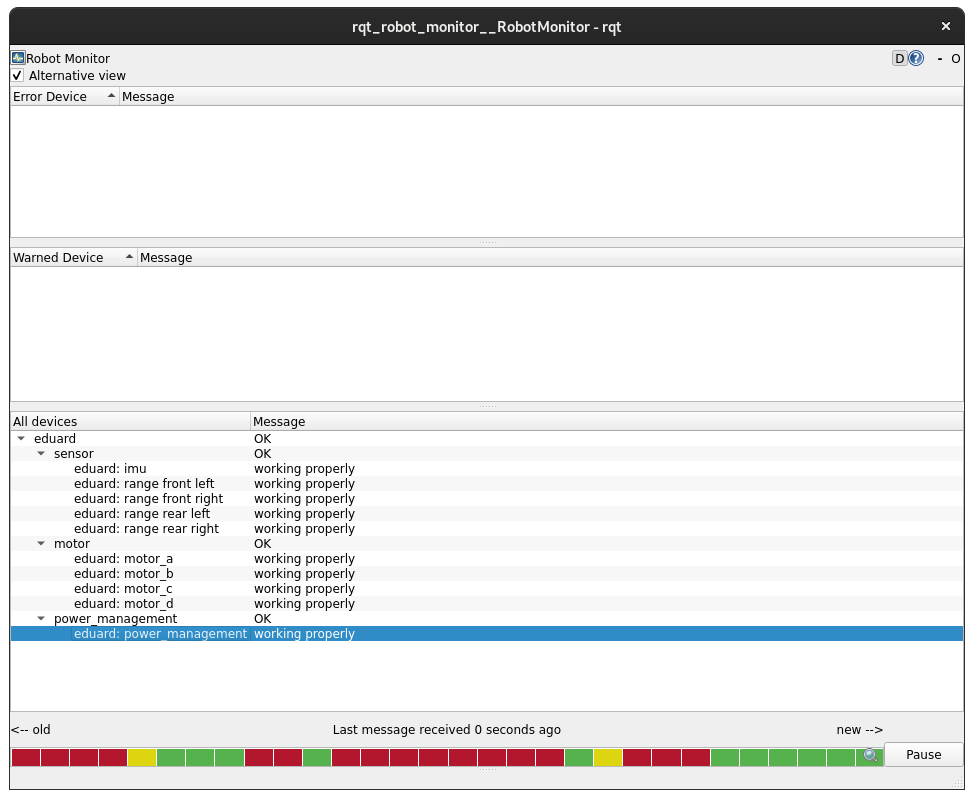 rqt_robot_monitor__RobotMonitor - rqt ×
Robot Monitor D ? - O
✓ Alternative view
Error Device Message
Warned Device Message
All devices Message
eduard OK
sensor OK
eduard: imu working properly
eduard: range front left working properly
eduard: range front right working properly
eduard: range rear left working properly
eduard: range rear right working properly
motor OK
eduard: motor_a working properly
eduard: motor_b working properly
eduard: motor_c working properly
eduard: motor_d working properly
power_management OK
eduard: power_management working properly
<-- old Last message received 0 seconds ago new -->
Pause